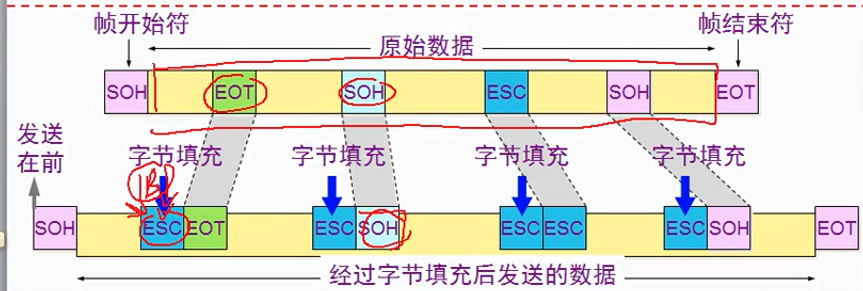 帧开始符
原始数据
帧结束符
SOH EOT SOH ESC SOH EOT
发送
在前
字节填充 字节填充 字节填充 字节填充
1B
SOH ESC EOT ESC SOH ESC ESC ESC SOH EOT
经过字节填充后发送的数据